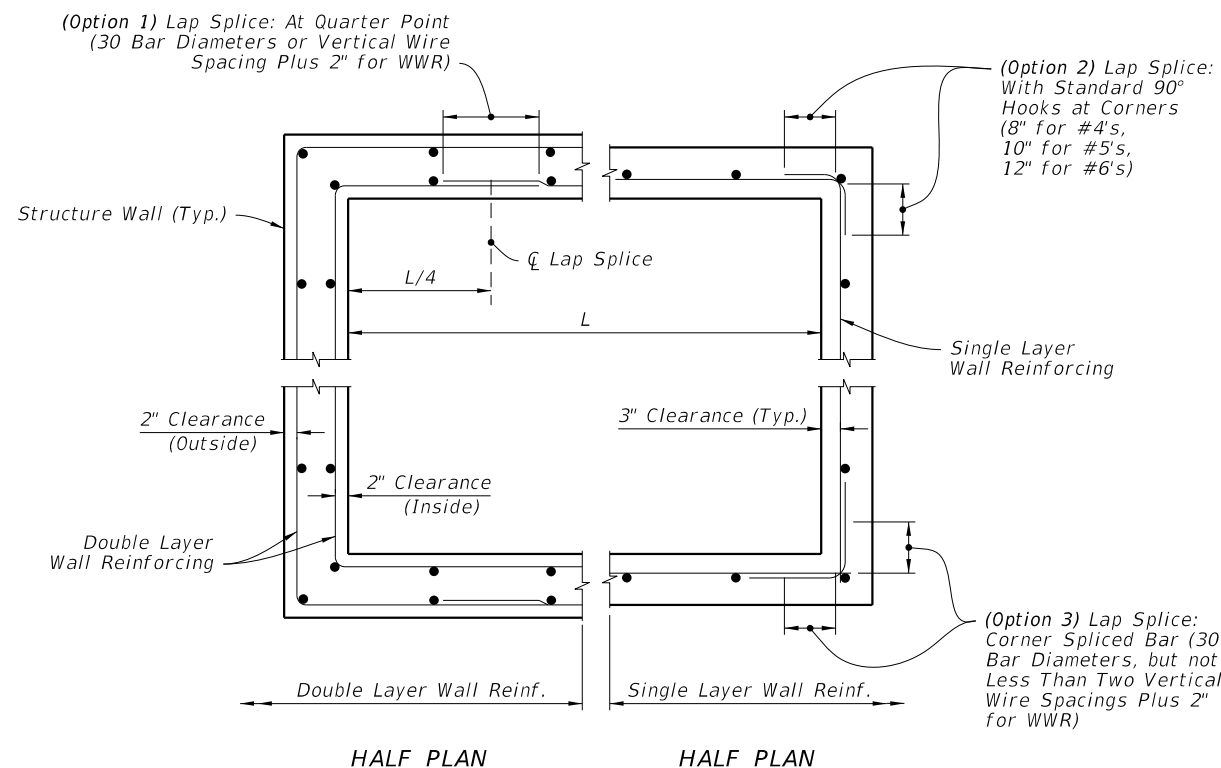 (Option 1) Lap Splice: At Quarter Point
(30 Bar Diameters or Vertical Wire
Spacing Plus 2" for WWR)
(Option 2) Lap Splice:
With Standard 90°
Hooks at Corners
(8" for #4's,
10" for #5's,
12" for #6's)
Structure Wall (Typ.)
℄ Lap Splice
L/4
L
Single Layer
Wall Reinforcing
2" Clearance
(Outside)
3" Clearance (Typ.)
2" Clearance
(Inside)
Double Layer
Wall Reinforcing
(Option 3) Lap Splice:
Corner Spliced Bar (30
Bar Diameters, but not
Less Than Two Vertical
Wire Spacings Plus 2"
for WWR)
Double Layer Wall Reinf.
Single Layer Wall Reinf.
HALF PLAN
HALF PLAN